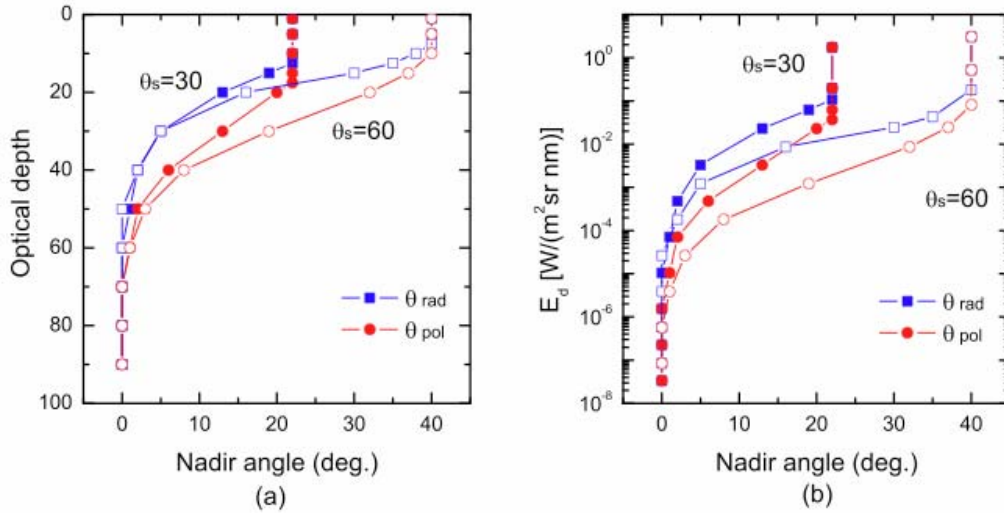 0
20
40
60
80
100
Optical depth
θs=30
θs=60
θ rad
θ pol
0 10 20 30 40
Nadir angle (deg.)
(a)
10^0
10^-2
10^-4
10^-6
10^-8
E_d [W/(m² sr nm)]
θs=30
θs=60
θ rad
θ pol
0 10 20 30 40
Nadir angle (deg.)
(b)